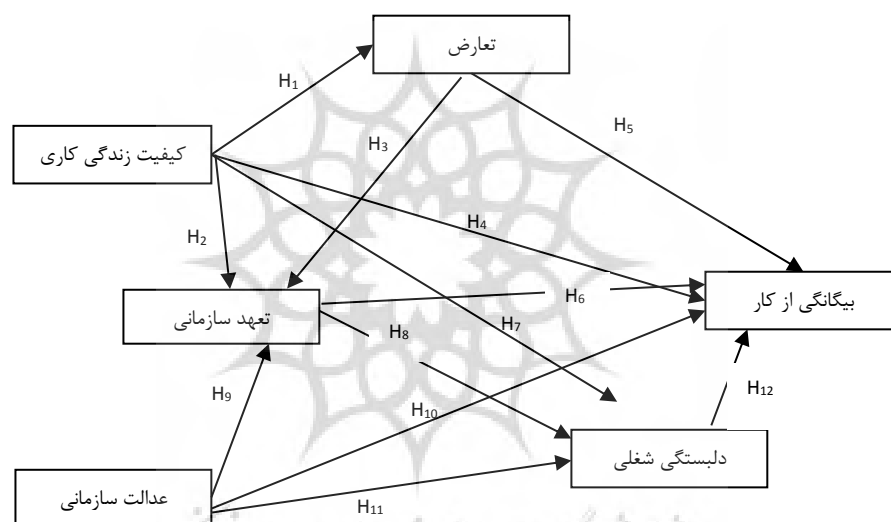 تعارض
H1
H5
H3
کیفیت زندگی کاری
H4
H2
بیگانگی از کار
H6
تعهد سازمانی
H8
H7
H12
H9
H10
دلبستگی شغلی
عدالت سازمانی
H11